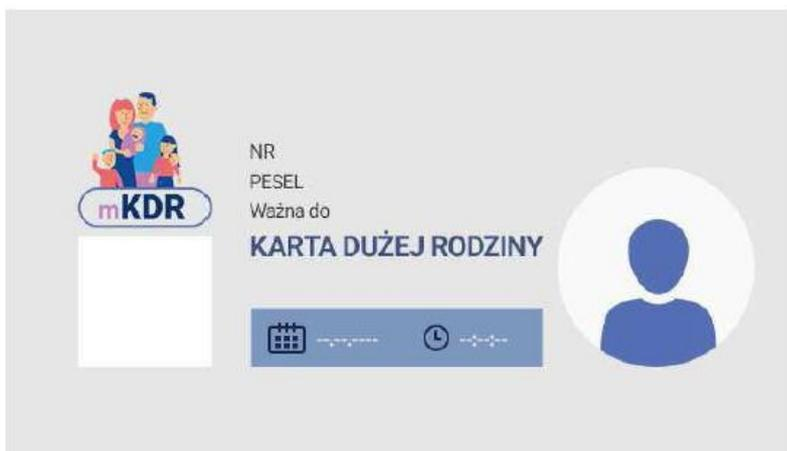 mKDR
NR
PESEL
Ważna do
KARTA DUŻEJ RODZINY
--.--.----
--:--:--